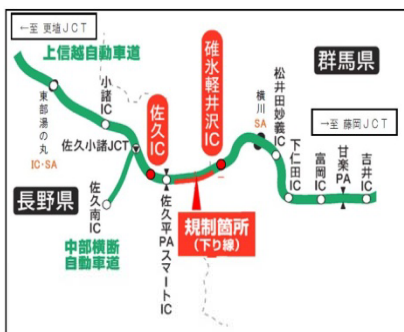 ←至 更埴JCT
上信越自動車道
群馬県
→至 藤岡JCT
東部湯の丸
IC・SA
小諸IC
佐久小諸JCT
佐久IC
碓氷軽井沢IC
横川
SA
松井田妙義IC
下仁田IC
富岡IC
甘楽PA
吉井IC
長野県
佐久南IC
中部横断
自動車道
佐久平PAスマートIC
規制箇所
(下り線)